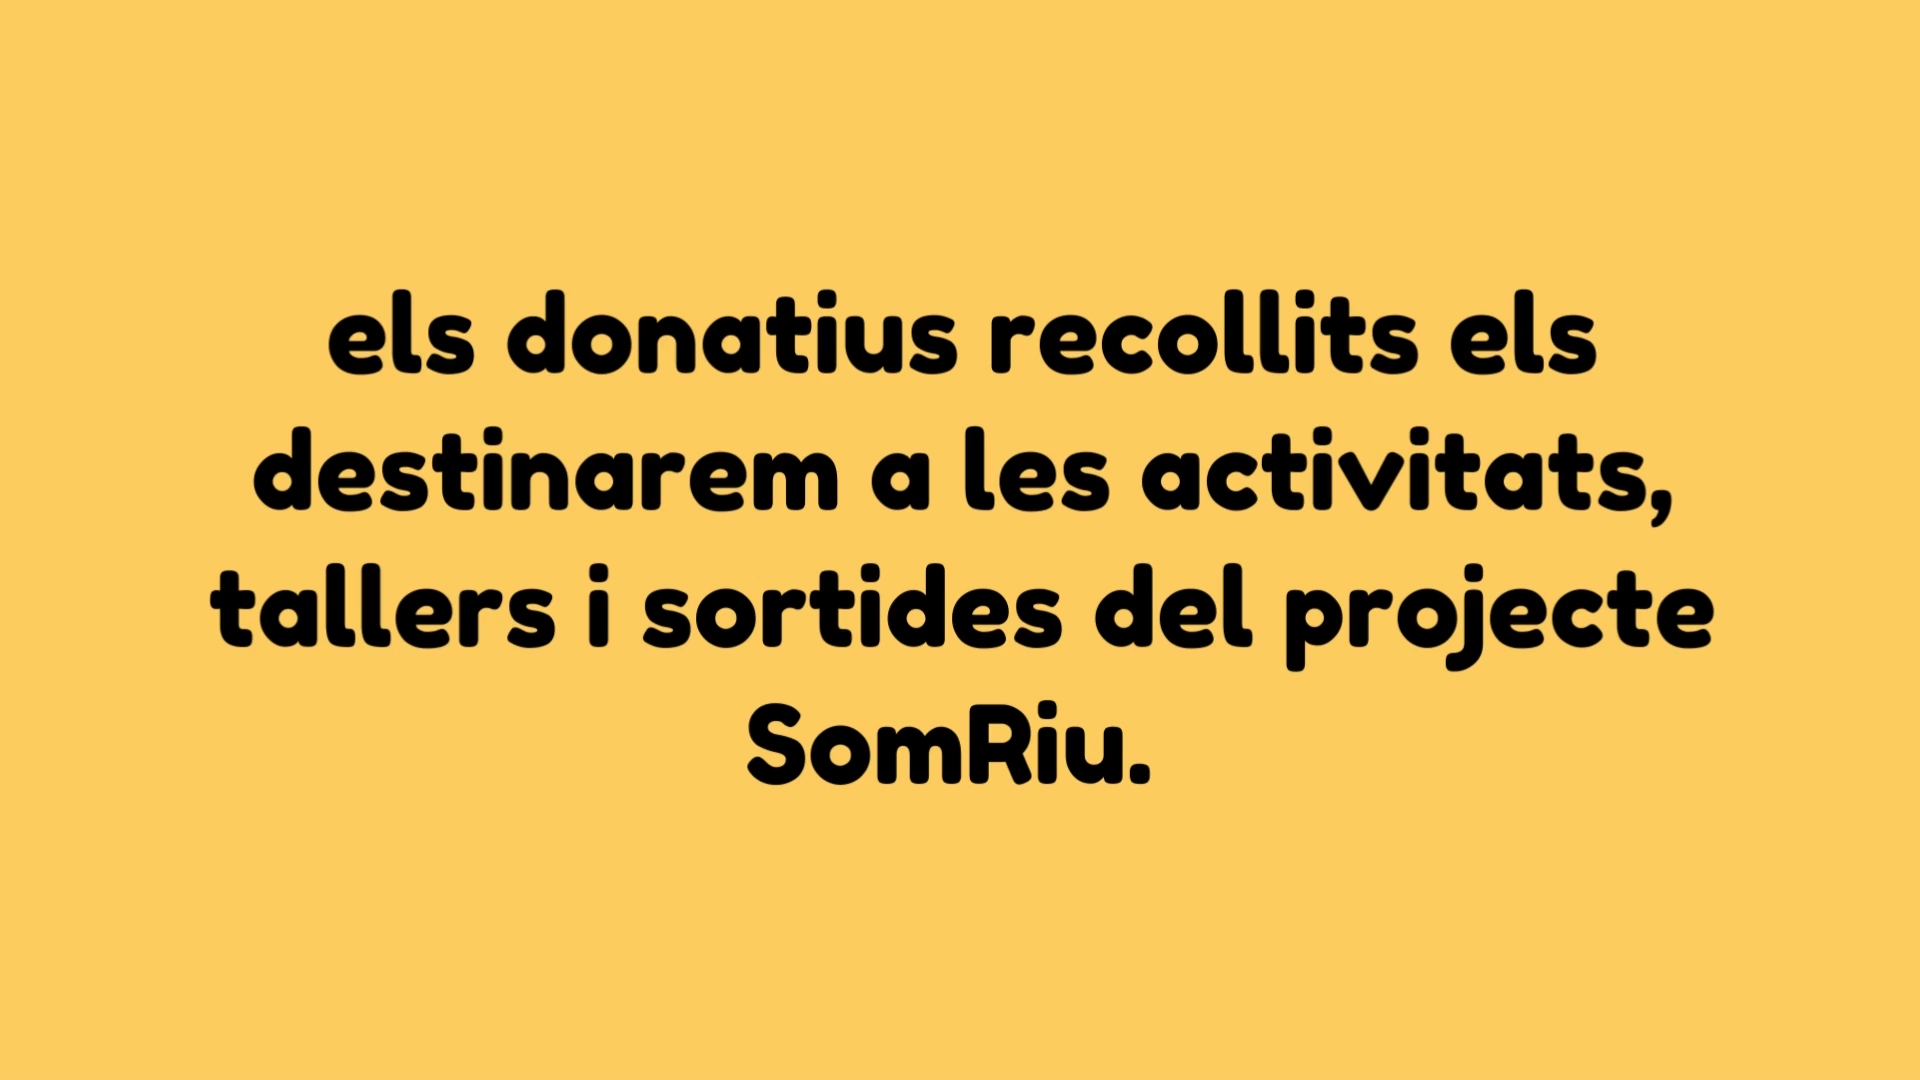 els donatius recollits els
destinarem a les activitats,
tallers i sortides del projecte
SomRiu.